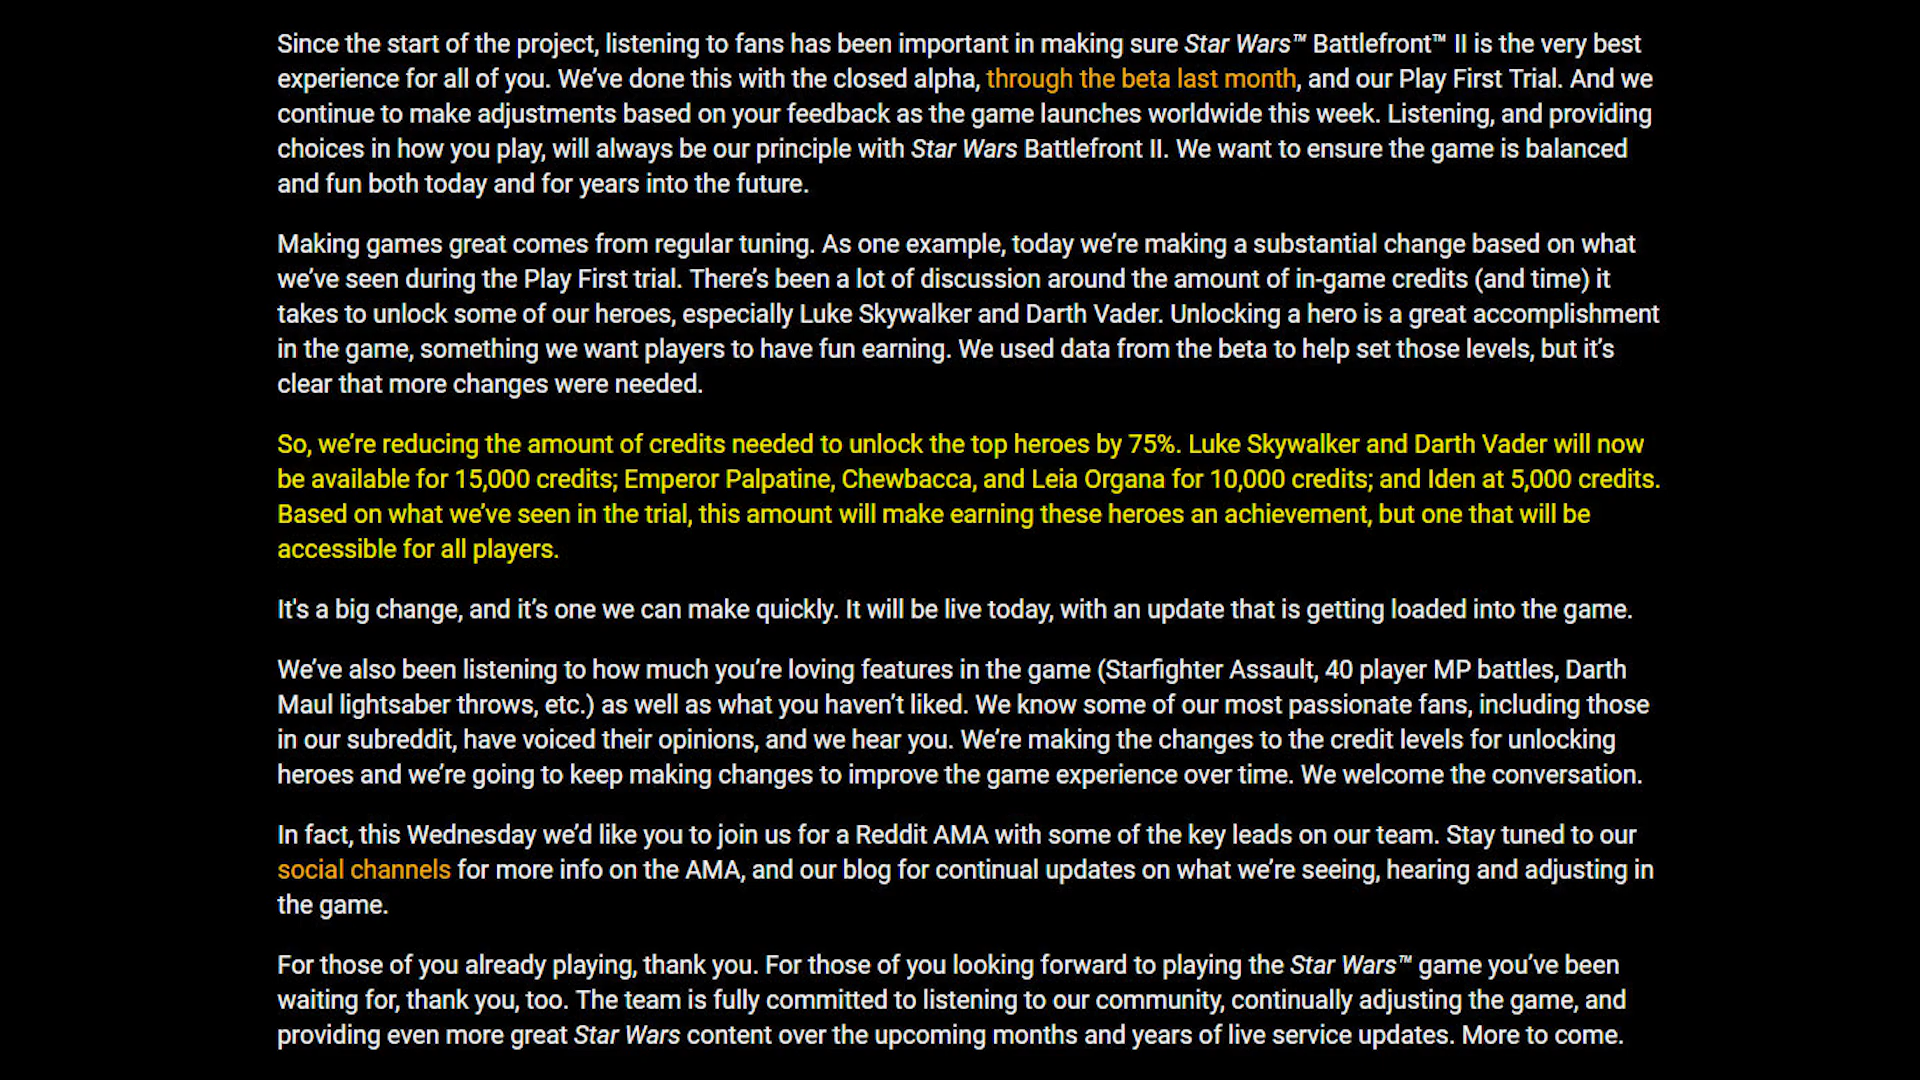 Since the start of the project, listening to fans has been important in making sure Star Wars™ Battlefront™ II is the very best
experience for all of you. We’ve done this with the closed alpha, through the beta last month, and our Play First Trial. And we
continue to make adjustments based on your feedback as the game launches worldwide this week. Listening, and providing
choices in how you play, will always be our principle with Star Wars Battlefront II. We want to ensure the game is balanced
and fun both today and for years into the future.
Making games great comes from regular tuning. As one example, today we’re making a substantial change based on what
we’ve seen during the Play First trial. There’s been a lot of discussion around the amount of in-game credits (and time) it
takes to unlock some of our heroes, especially Luke Skywalker and Darth Vader. Unlocking a hero is a great accomplishment
in the game, something we want players to have fun earning. We used data from the beta to help set those levels, but it’s
clear that more changes were needed.
So, we’re reducing the amount of credits needed to unlock the top heroes by 75%. Luke Skywalker and Darth Vader will now
be available for 15,000 credits; Emperor Palpatine, Chewbacca, and Leia Organa for 10,000 credits; and Iden at 5,000 credits.
Based on what we’ve seen in the trial, this amount will make earning these heroes an achievement, but one that will be
accessible for all players.
It's a big change, and it’s one we can make quickly. It will be live today, with an update that is getting loaded into the game.
We’ve also been listening to how much you’re loving features in the game (Starfighter Assault, 40 player MP battles, Darth
Maul lightsaber throws, etc.) as well as what you haven’t liked. We know some of our most passionate fans, including those
in our subreddit, have voiced their opinions, and we hear you. We’re making the changes to the credit levels for unlocking
heroes and we’re going to keep making changes to improve the game experience over time. We welcome the conversation.
In fact, this Wednesday we’d like you to join us for a Reddit AMA with some of the key leads on our team. Stay tuned to our
social channels for more info on the AMA, and our blog for continual updates on what we’re seeing, hearing and adjusting in
the game.
For those of you already playing, thank you. For those of you looking forward to playing the Star Wars™ game you’ve been
waiting for, thank you, too. The team is fully committed to listening to our community, continually adjusting the game, and
providing even more great Star Wars content over the upcoming months and years of live service updates. More to come.